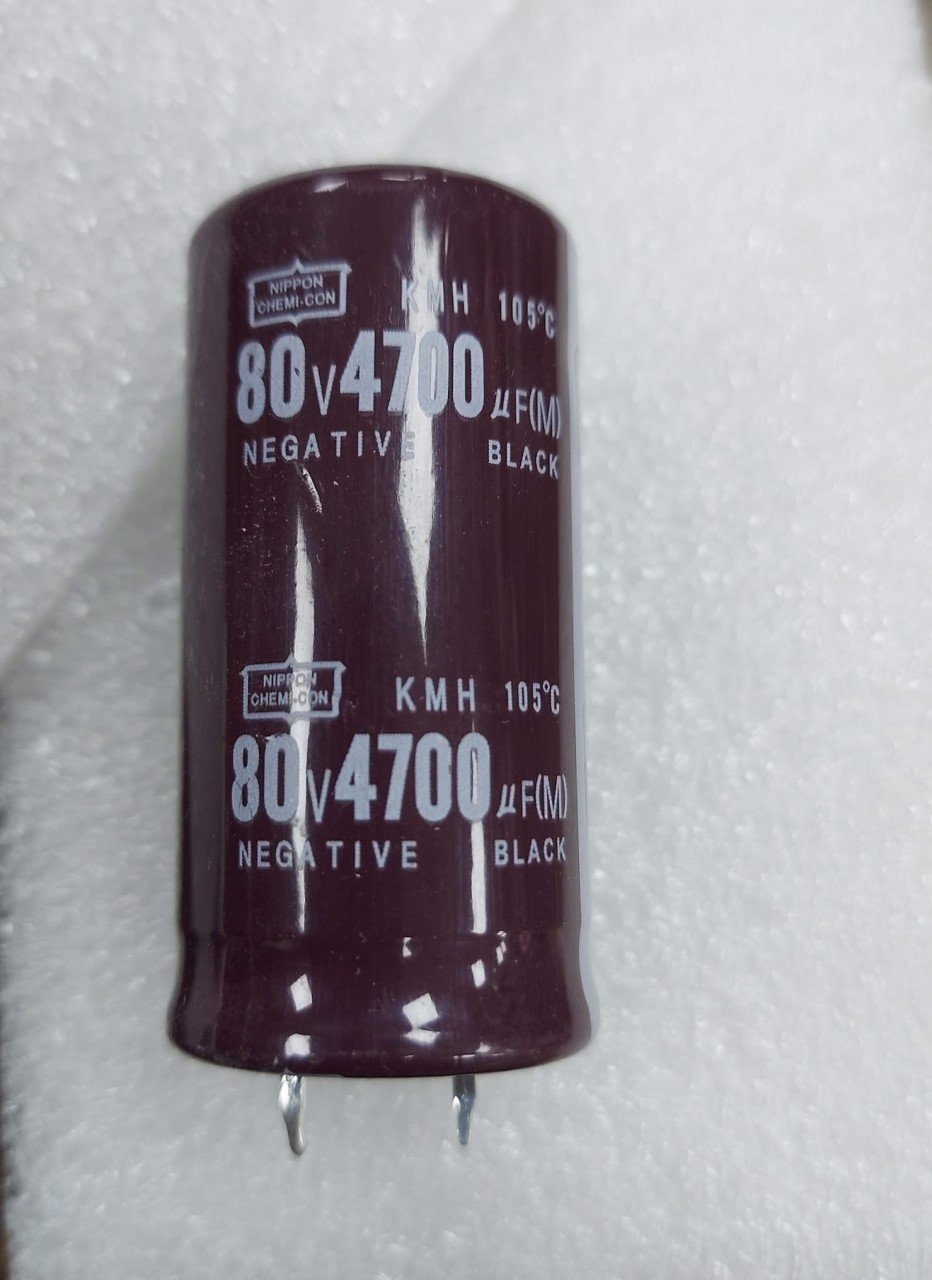 NIPPON
CHEMI-CON
KMH 105°C
80V4700μF(M)
NEGATIVE BLACK
NIPPON
CHEMI-CON
KMH 105°C
80V4700μF(M)
NEGATIVE BLACK